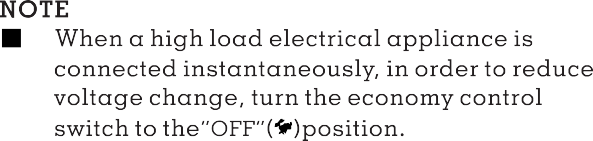 NOTE
■ When a high load electrical appliance is
connected instantaneously, in order to reduce
voltage change, turn the economy control
switch to the"OFF"()position.